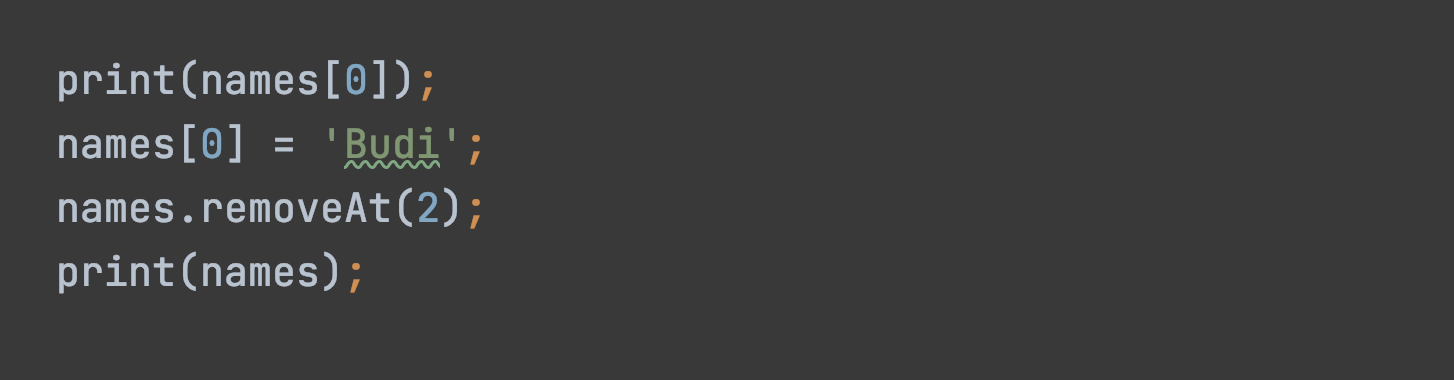 print(names[0]);
names[0] = 'Budi';
names.removeAt(2);
print(names);